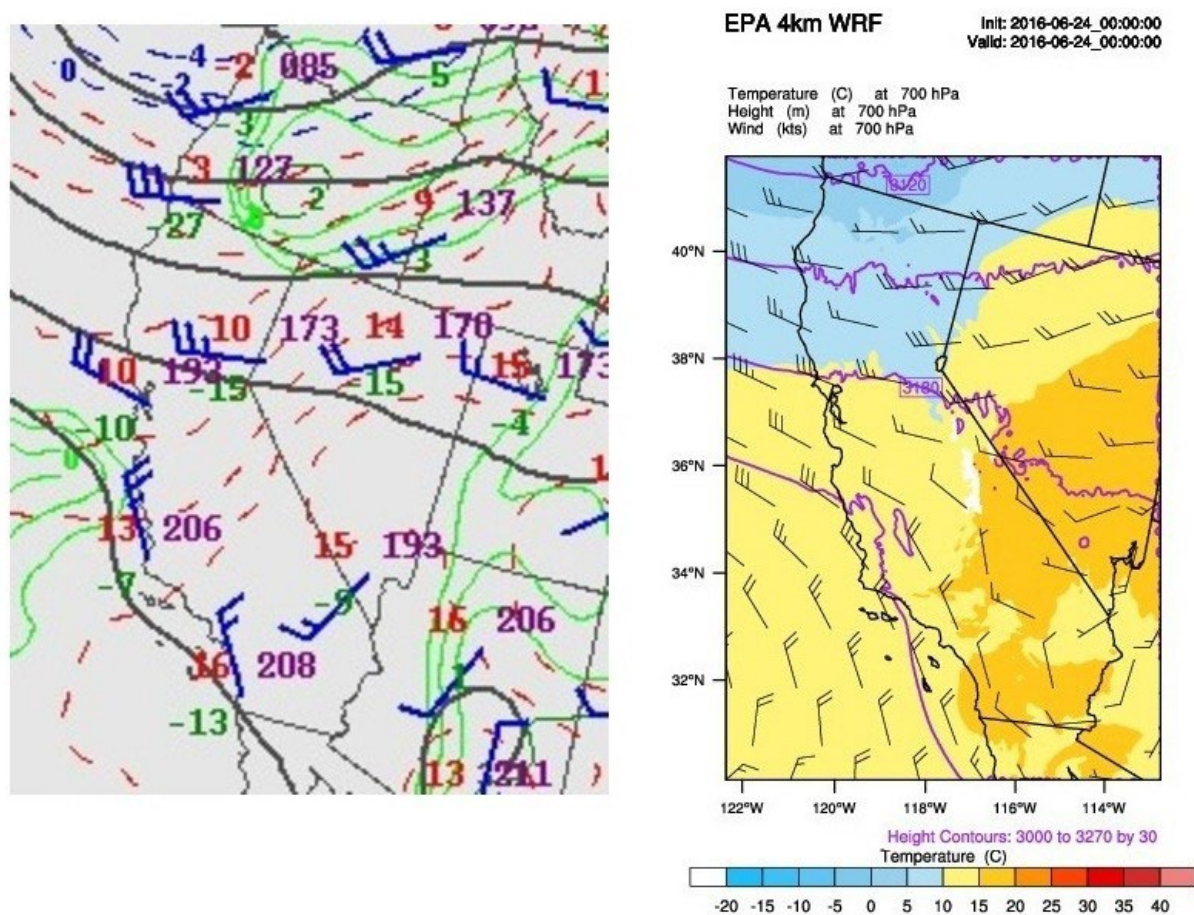 -4
-2
0
-2
085
-5
-3
3
127
2
9
137
-27
3
10
173
14
170
10
193
-15
-15
15
173
-4
-10
0
13
206
15
193
-7
-9
16
206
16
208
1
-13
13
211
EPA 4km WRF
Init: 2016-06-24_00:00:00
Valid: 2016-06-24_00:00:00
Temperature (C) at 700 hPa
Height (m) at 700 hPa
Wind (kts) at 700 hPa
3120
40°N
38°N
3180
36°N
34°N
32°N
122°W 120°W 118°W 116°W 114°W
Height Contours: 3000 to 3270 by 30
Temperature (C)
-20 -15 -10 -5 0 5 10 15 20 25 30 35 40